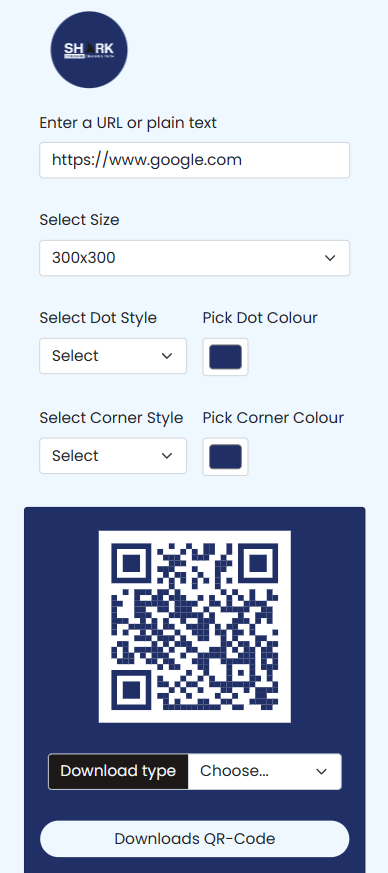 SHARK
Enter a URL or plain text
https://www.google.com
Select Size
300x300
Select Dot Style Pick Dot Colour
Select
Select Corner Style Pick Corner Colour
Select
Download type Choose...
Downloads QR-Code